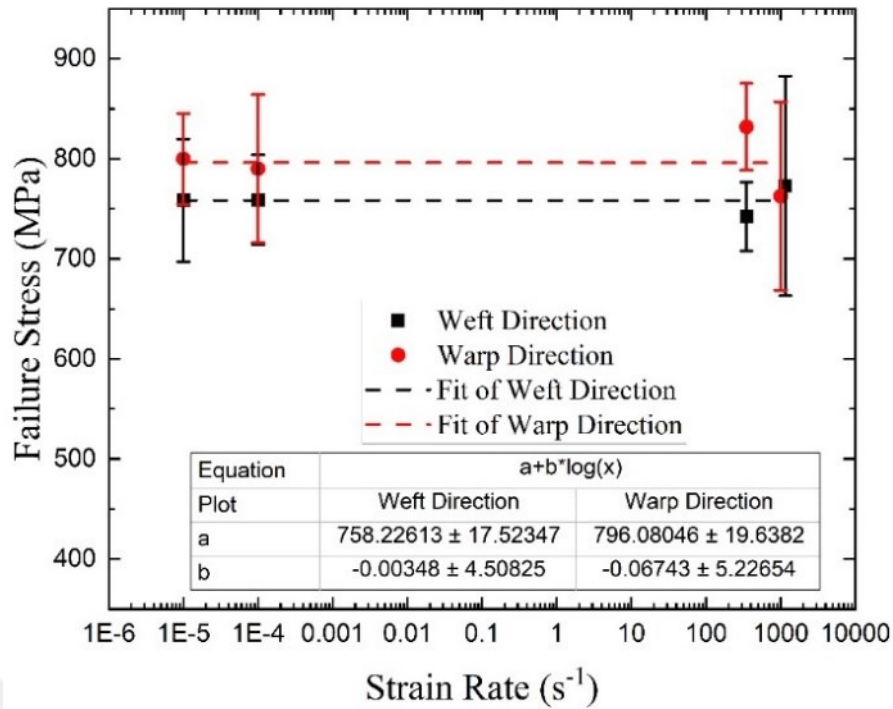 900
800
700
600
500
400
Failure Stress (MPa)
Weft Direction
Warp Direction
Fit of Weft Direction
Fit of Warp Direction
Equation a+b*log(x)
Plot Weft Direction Warp Direction
a 758.22613 ± 17.52347 796.08046 ± 19.6382
b -0.00348 ± 4.50825 -0.06743 ± 5.22654
1E-6 1E-5 1E-4 0.001 0.01 0.1 1 10 100 1000 10000
Strain Rate (s⁻¹)